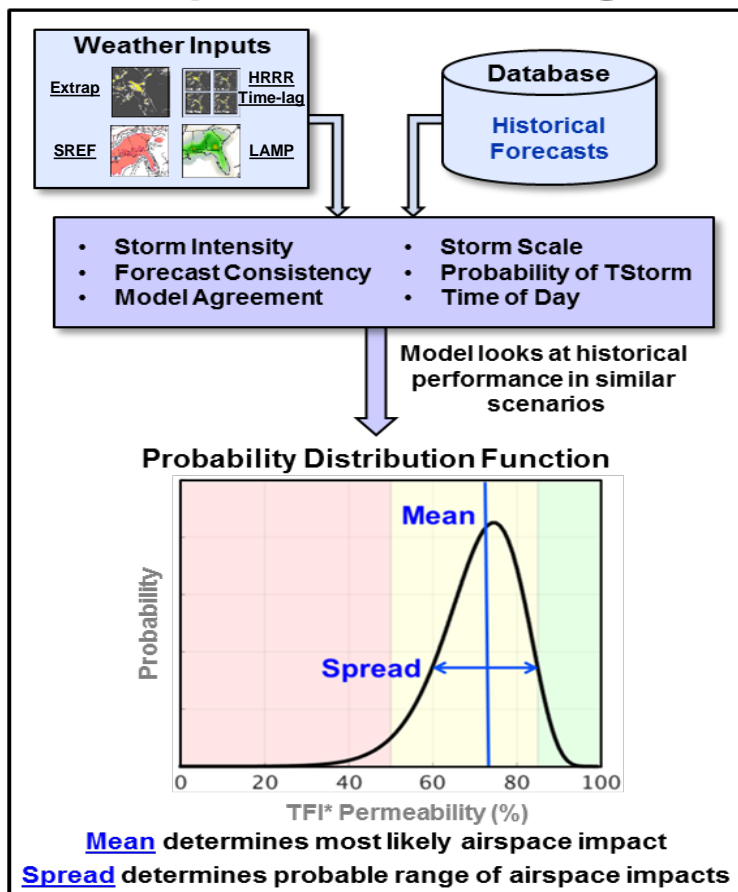 Weather Inputs
Extrap
HRRR
Time-lag
SREF
LAMP
Database
Historical
Forecasts
• Storm Intensity
• Forecast Consistency
• Model Agreement
• Storm Scale
• Probability of TStorm
• Time of Day
Model looks at historical
performance in similar
scenarios
Probability Distribution Function
Mean
Spread
Probability
0 20 40 60 80 100
TFI* Permeability (%)
Mean determines most likely airspace impact
Spread determines probable range of airspace impacts